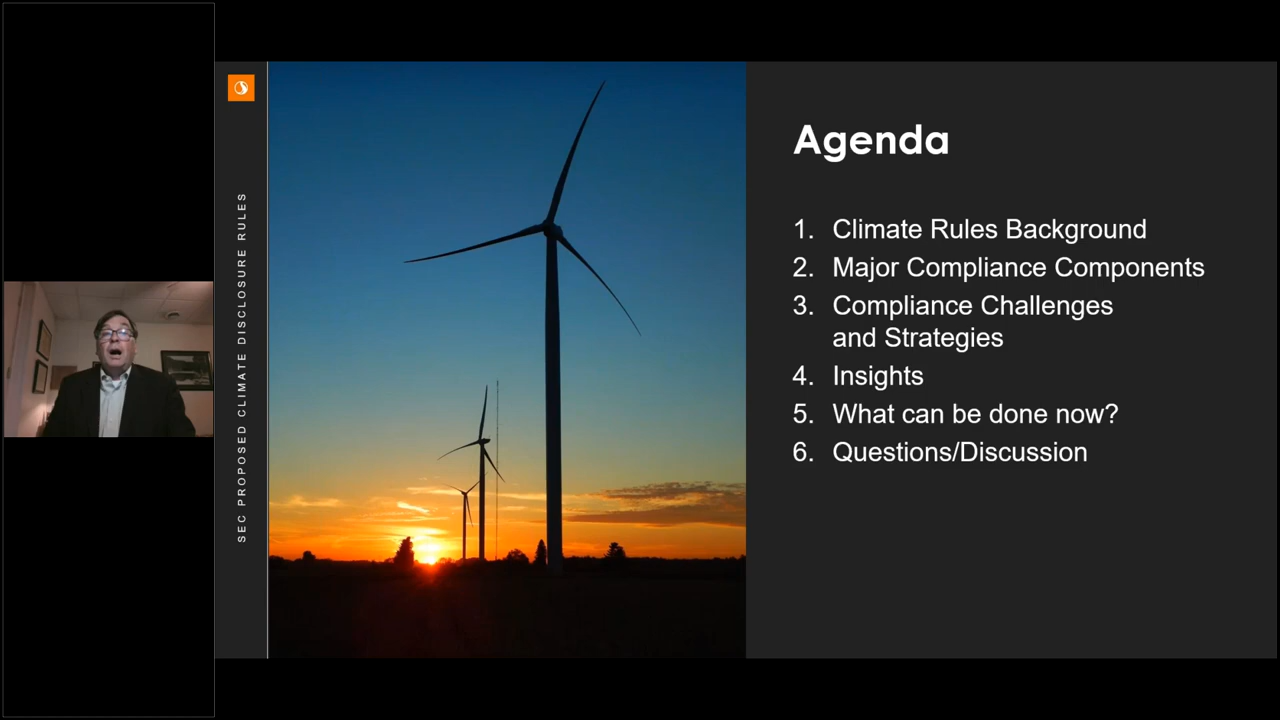 SEC PROPOSED CLIMATE DISCLOSURE RULES
Agenda
1. Climate Rules Background
2. Major Compliance Components
3. Compliance Challenges
and Strategies
4. Insights
5. What can be done now?
6. Questions/Discussion